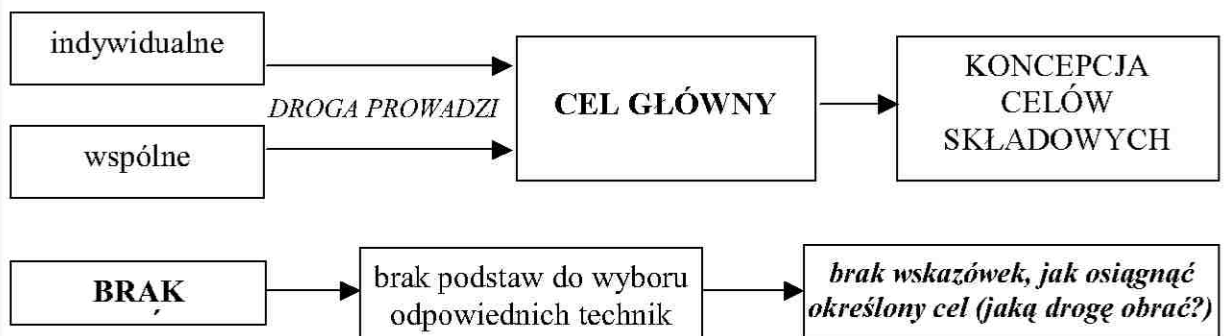 indywidualne
DROGA PROWADZI
wspólne
CEL GŁÓWNY
KONCEPCJA
CELÓW
SKŁADOWYCH
BRAK
brak podstaw do wyboru
odpowiednich technik
brak wskazówek, jak osiągnąć
określony cel (jaką drogę obrać?)